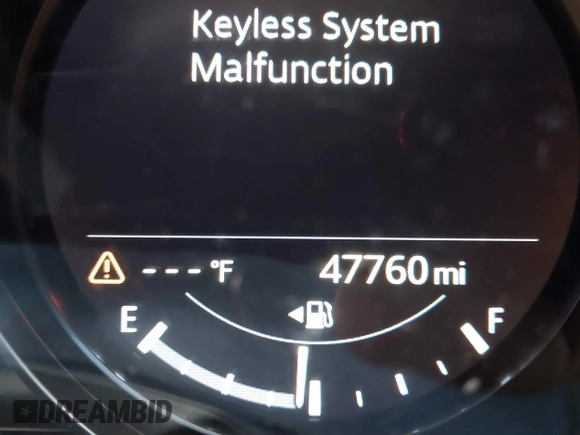 Keyless System
Malfunction
--- °F 47760 mi
E F
DREAMBID